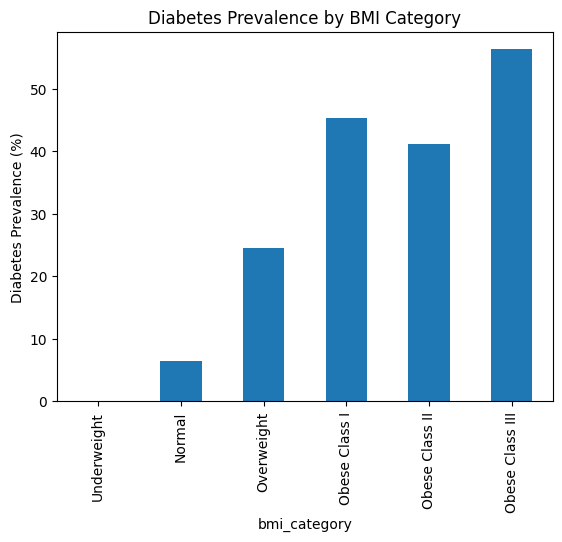 Diabetes Prevalence by BMI Category
Diabetes Prevalence (%)
50
40
30
20
10
0
Underweight
Normal
Overweight
Obese Class I
Obese Class II
Obese Class III
bmi_category